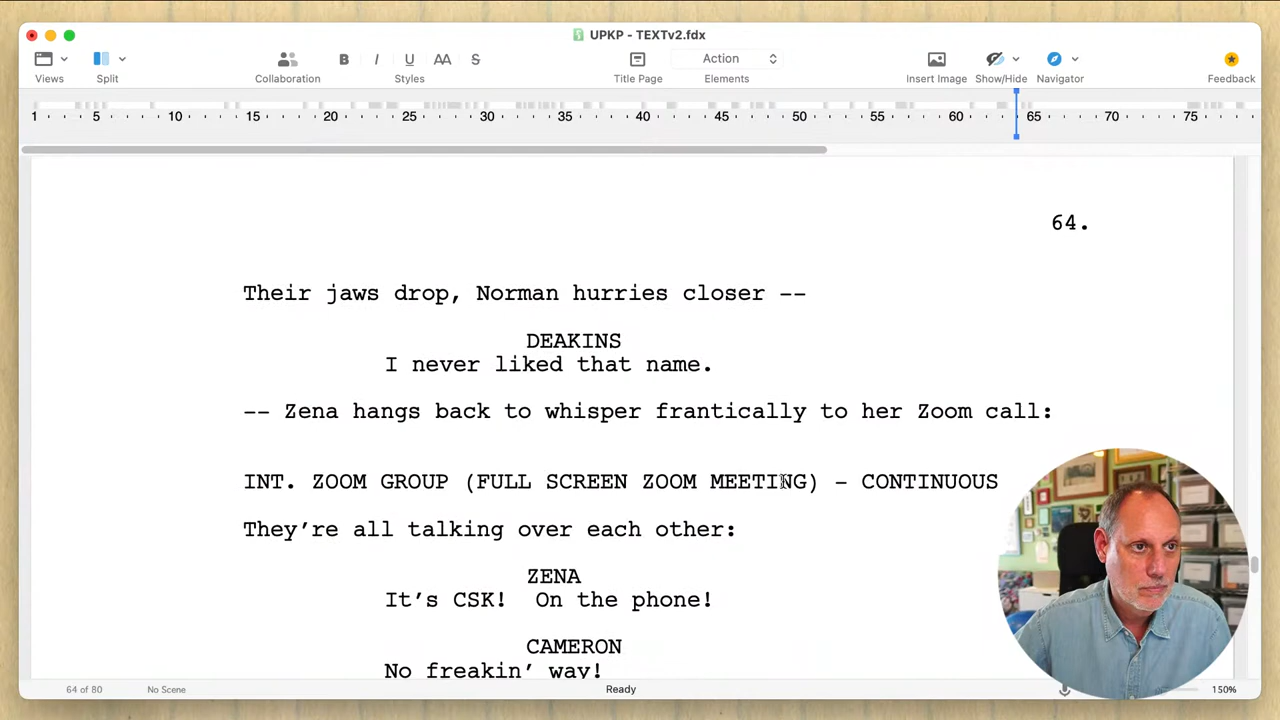 UPKP - TEXTv2.fdx
Action
Views
Split
Collaboration
Styles
Title Page
Elements
Insert Image
Show/Hide
Navigator
Feedback
B I U AA S
1 5 10 15 20 25 30 35 40 45 50 55 60 65 70 75
64.
Their jaws drop, Norman hurries closer --
DEAKINS
I never liked that name.
-- Zena hangs back to whisper frantically to her Zoom call:
INT. ZOOM GROUP (FULL SCREEN ZOOM MEETING) – CONTINUOUS
They’re all talking over each other:
ZENA
It’s CSK!  On the phone!
CAMERON
No freakin’ way!
64 of 80
No Scene
Ready
150%